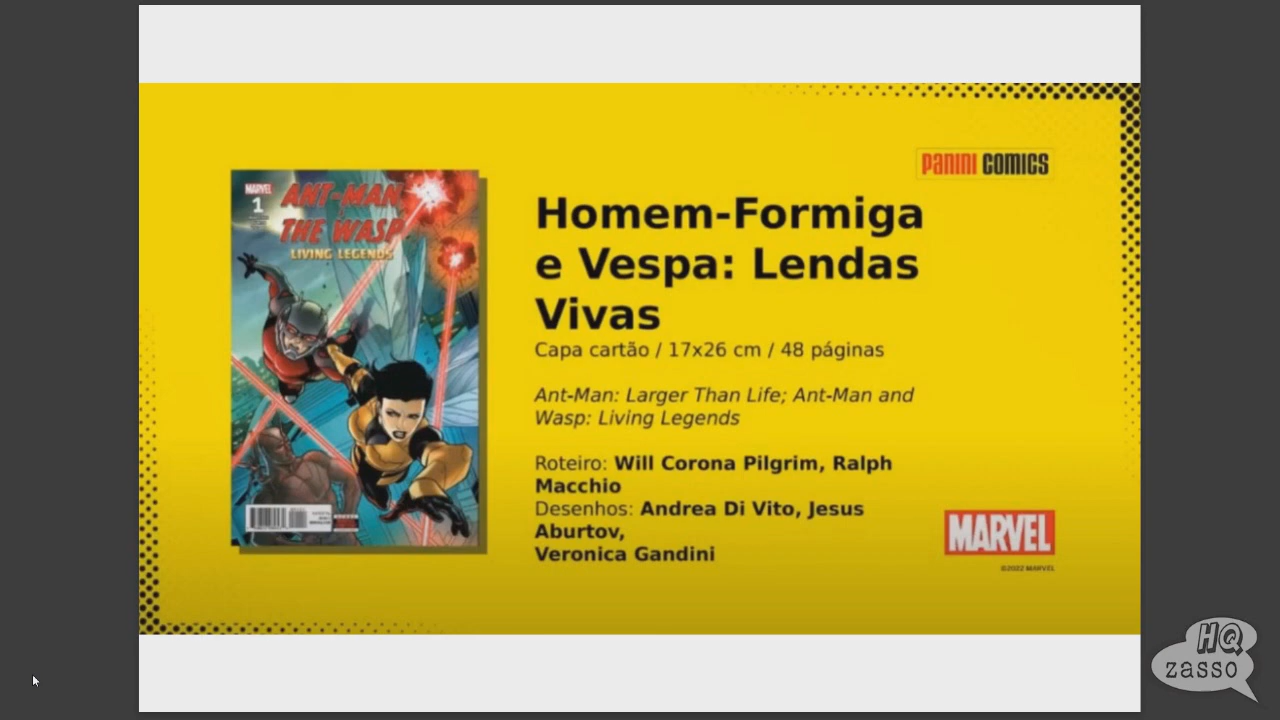 PANINI COMICS
MARVEL
1
ANT-MAN
THE WASP
LIVING LEGENDS
Homem-Formiga
e Vespa: Lendas
Vivas
Capa cartão / 17x26 cm / 48 páginas
Ant-Man: Larger Than Life; Ant-Man and
Wasp: Living Legends
Roteiro: Will Corona Pilgrim, Ralph
Macchio
Desenhos: Andrea Di Vito, Jesus
Aburtov,
Veronica Gandini
MARVEL
©2022 MARVEL
HQ
zasso